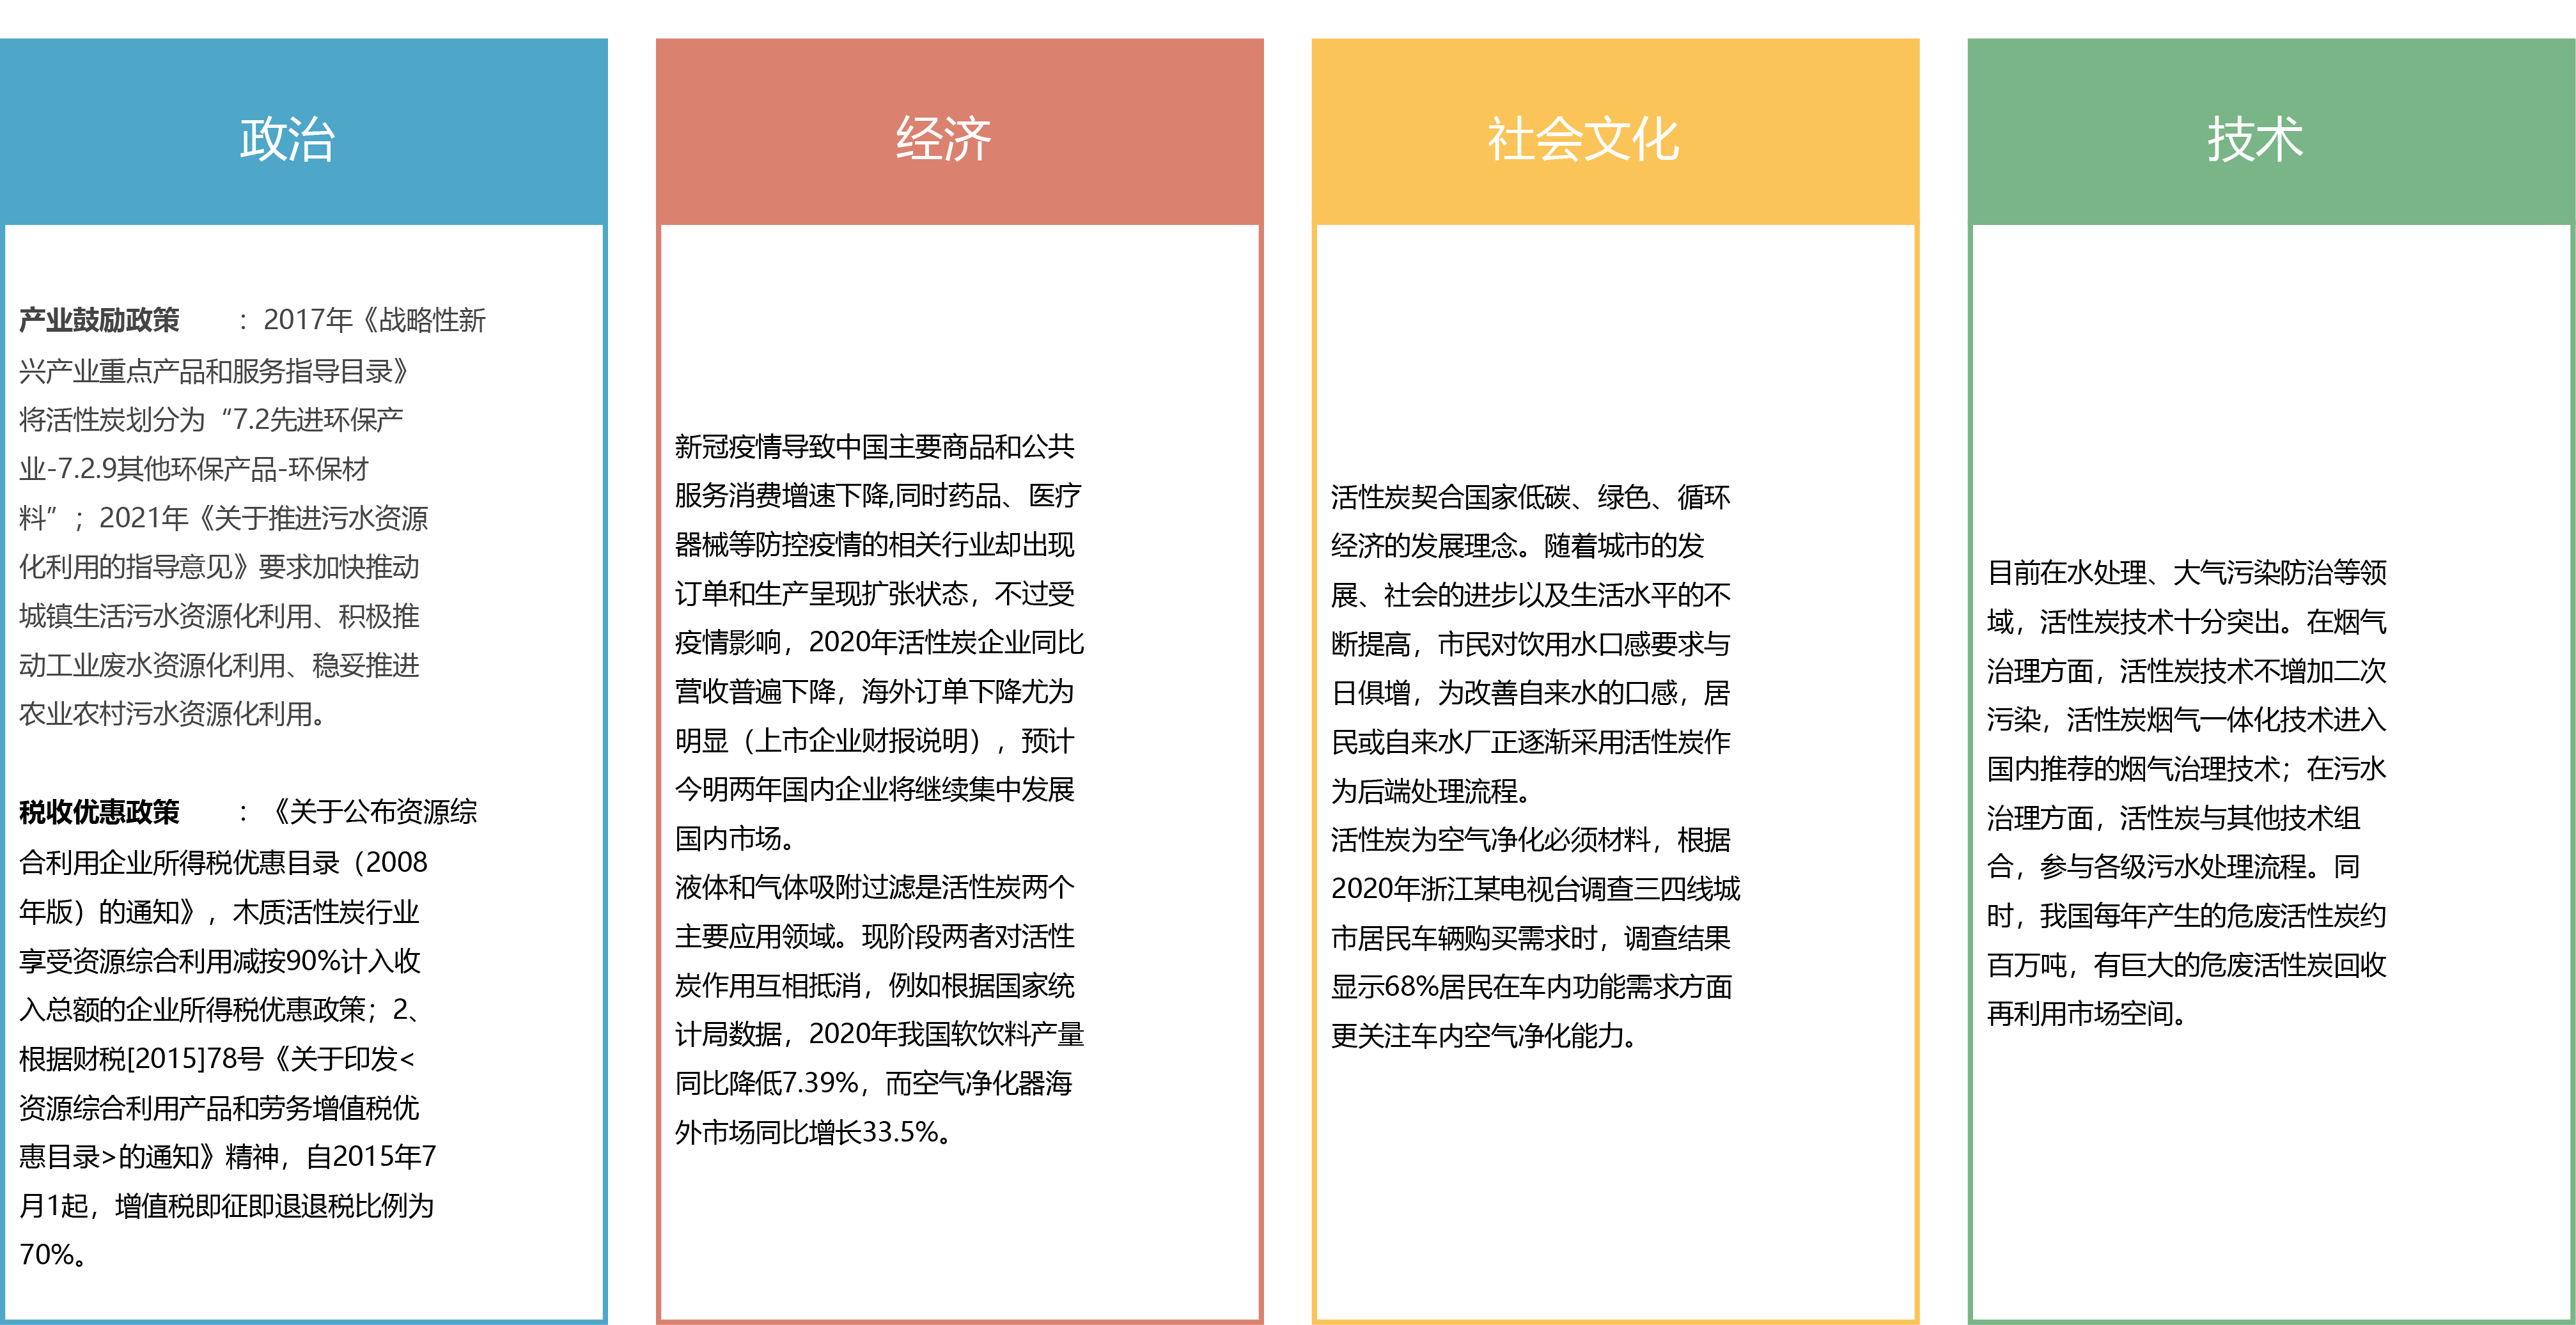 政治
产业鼓励政策 ：2017年《战略性新
兴产业重点产品和服务指导目录》
将活性炭划分为“7.2先进环保产
业-7.2.9其他环保产品-环保材
料”；2021年《关于推进污水资源
化利用的指导意见》要求加快推动
城镇生活污水资源化利用、积极推
动工业废水资源化利用、稳妥推进
农业农村污水资源化利用。
税收优惠政策 ：《关于公布资源综
合利用企业所得税优惠目录（2008
年版）的通知》，木质活性炭行业
享受资源综合利用减按90%计入收
入总额的企业所得税优惠政策；2、
根据财税[2015]78号《关于印发<
资源综合利用产品和劳务增值税优
惠目录>的通知》精神，自2015年7
月1起，增值税即征即退退税比例为
70%。
经济
新冠疫情导致中国主要商品和公共
服务消费增速下降,同时药品、医疗
器械等防控疫情的相关行业却出现
订单和生产呈现扩张状态，不过受
疫情影响，2020年活性炭企业同比
营收普遍下降，海外订单下降尤为
明显（上市企业财报说明），预计
今明两年国内企业将继续集中发展
国内市场。
液体和气体吸附过滤是活性炭两个
主要应用领域。现阶段两者对活性
炭作用互相抵消，例如根据国家统
计局数据，2020年我国软饮料产量
同比降低7.39%，而空气净化器海
外市场同比增长33.5%。
社会文化
活性炭契合国家低碳、绿色、循环
经济的发展理念。随着城市的发
展、社会的进步以及生活水平的不
断提高，市民对饮用水口感要求与
日俱增，为改善自来水的口感，居
民或自来水厂正逐渐采用活性炭作
为后端处理流程。
活性炭为空气净化必须材料，根据
2020年浙江某电视台调查三四线城
市居民车辆购买需求时，调查结果
显示68%居民在车内功能需求方面
更关注车内空气净化能力。
技术
目前在水处理、大气污染防治等领
域，活性炭技术十分突出。在烟气
治理方面，活性炭技术不增加二次
污染，活性炭烟气一体化技术进入
国内推荐的烟气治理技术；在污水
治理方面，活性炭与其他技术组
合，参与各级污水处理流程。同
时，我国每年产生的危废活性炭约
百万吨，有巨大的危废活性炭回收
再利用市场空间。